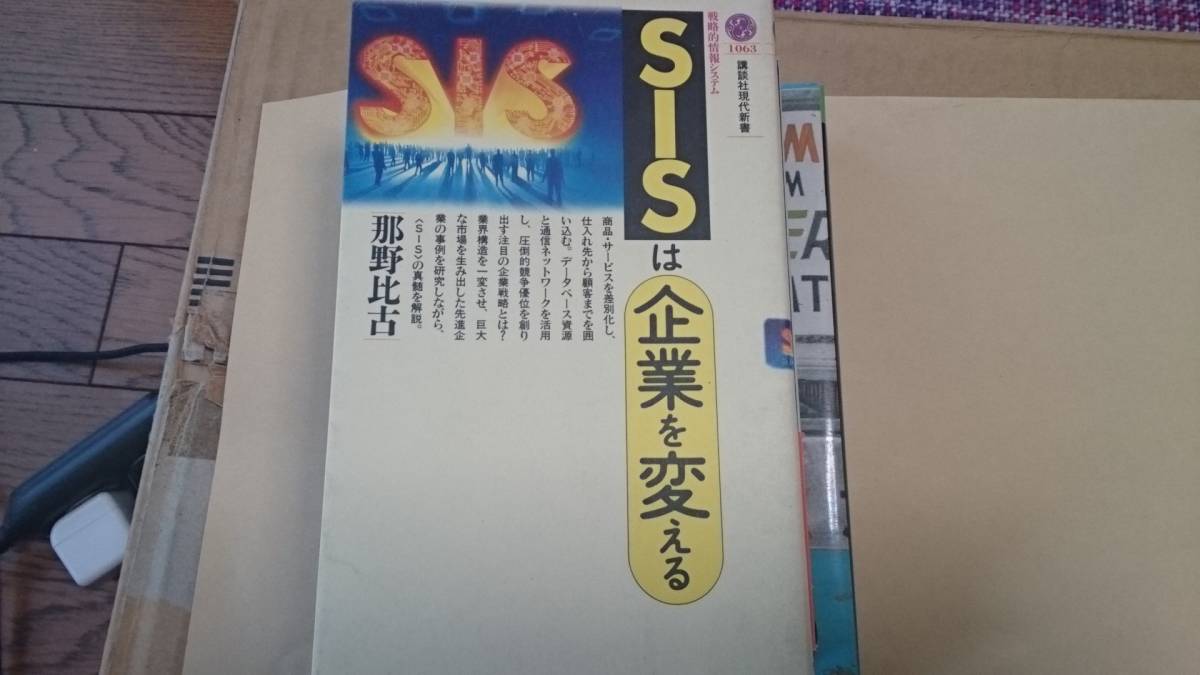 1063
講談社現代新書
戦略的情報システム
SISは企業を変える
SIS
商品・サービスを差別化し、
仕入れ先から顧客までを囲
い込む。データベース資源
と通信ネットワークを活用
し、圧倒的競争優位を創り
出す注目の企業戦略とは?
業界構造を一変させ、巨大
な市場を生み出した先進企
業の事例を研究しながら、
〈SIS〉の真髄を解説。
那野比古
M
M